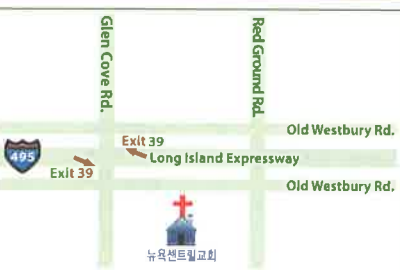 Glen Cove Rd.
Red Ground Rd.
Old Westbury Rd.
Exit 39
495
Long Island Expressway
Exit 39
Old Westbury Rd.
뉴욕센트럴교회